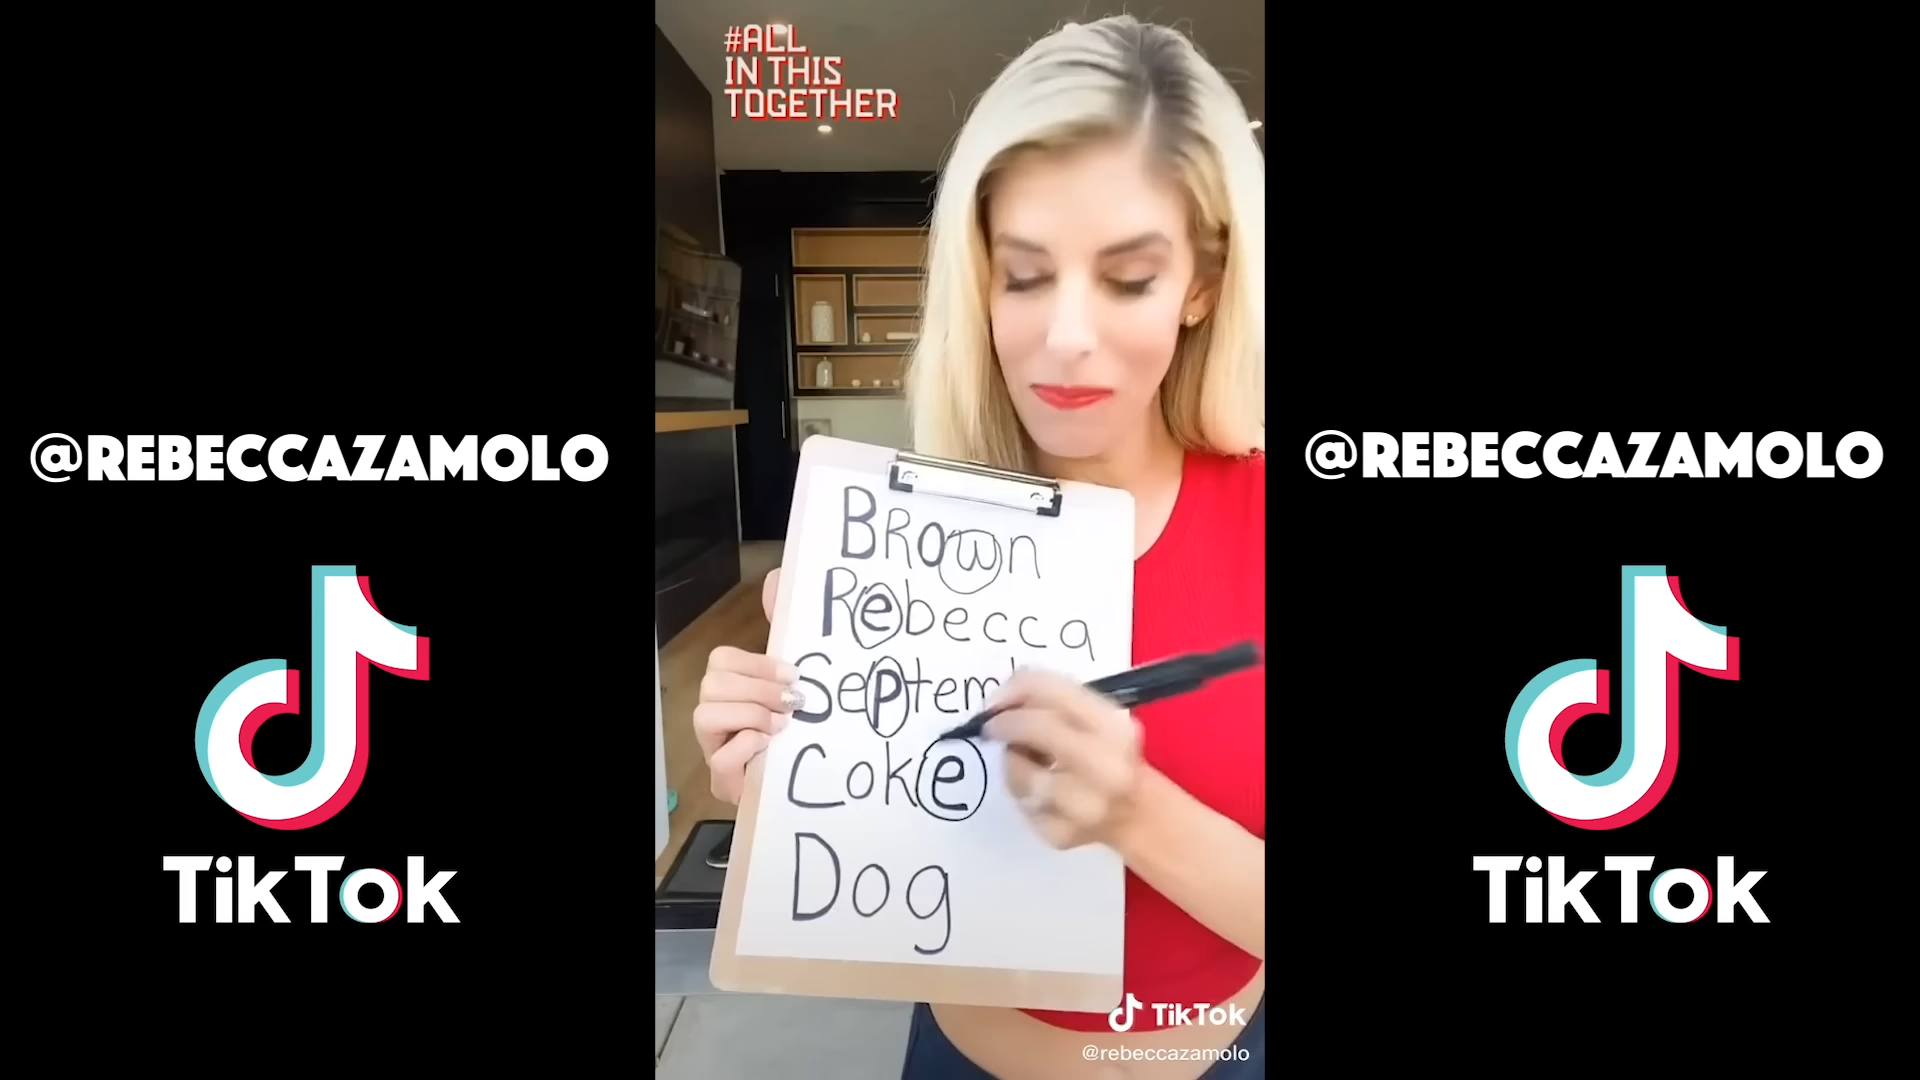 #ALL
IN THIS
TOGETHER
@REBECCAZAMOLO
@REBECCAZAMOLO
Brown
Rebecca
Coke
Dog
TikTok
TikTok
TikTok
@rebeccazamolo